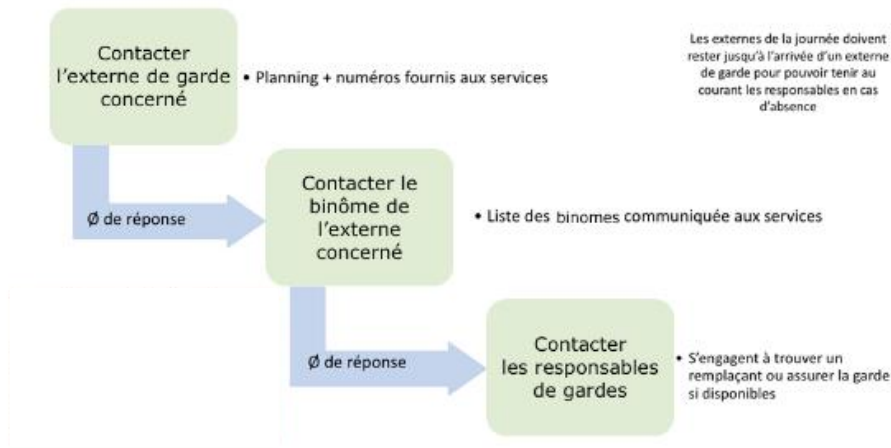 Contacter
l'externe de garde
concerné
• Planning + numéros fournis aux services
Les externes de la journée doivent
rester jusqu'à l'arrivée d'un externe
de garde pour pouvoir tenir au
courant les responsables en cas
d'absence
Ø de réponse
Contacter le
binôme de
l'externe
concerné
• Liste des binomes communiquée aux services
Ø de réponse
Contacter
les responsables
de gardes
• S'engagent à trouver un
remplaçant ou assurer la garde
si disponibles